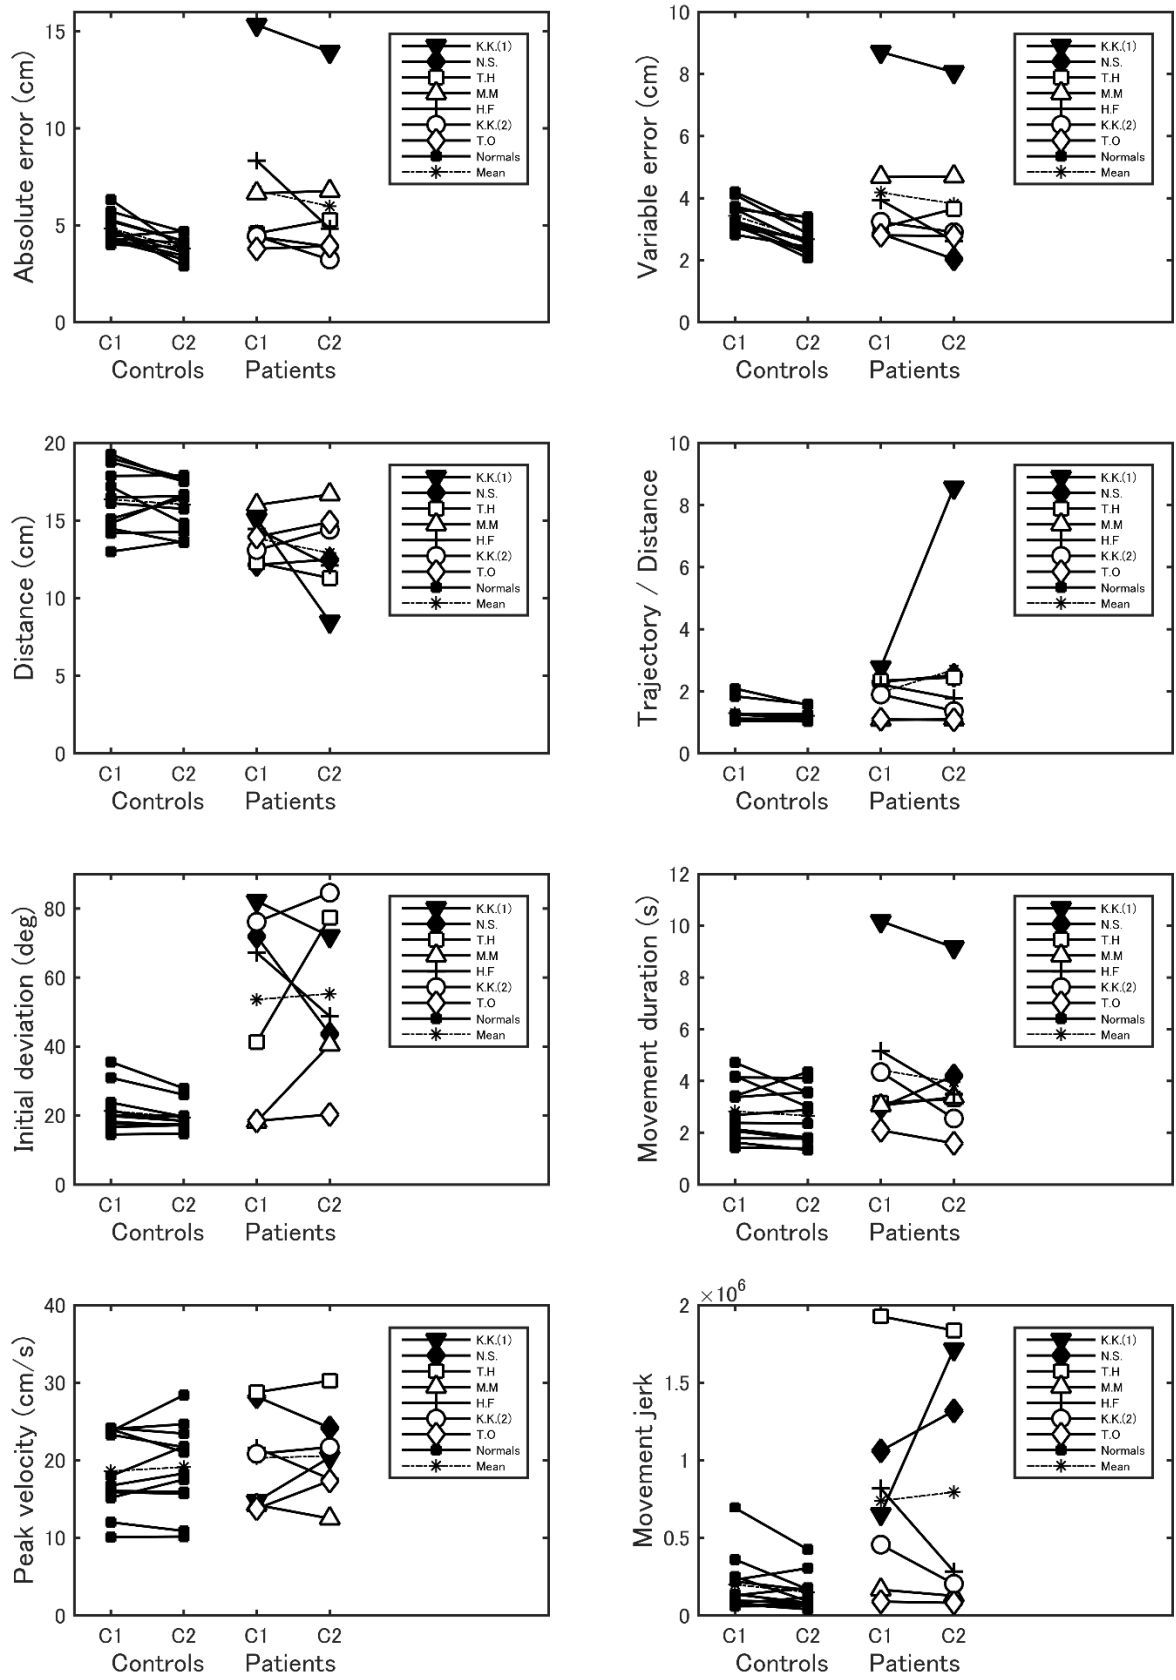 Absolute error (cm)
15
10
5
0
C1 C2 C1 C2
Controls Patients
K.K.(1)
N.S.
T.H
M.M
H.F
K.K.(2)
T.O
Normals
Mean
Variable error (cm)
10
8
6
4
2
0
C1 C2 C1 C2
Controls Patients
K.K.(1)
N.S.
T.H
M.M
H.F
K.K.(2)
T.O
Normals
Mean
Distance (cm)
20
15
10
5
0
C1 C2 C1 C2
Controls Patients
K.K.(1)
N.S.
T.H
M.M
H.F
K.K.(2)
T.O
Normals
Mean
Trajectory / Distance
10
8
6
4
2
0
C1 C2 C1 C2
Controls Patients
K.K.(1)
N.S.
T.H
M.M
H.F
K.K.(2)
T.O
Normals
Mean
Initial deviation (deg)
80
60
40
20
0
C1 C2 C1 C2
Controls Patients
K.K.(1)
N.S.
T.H
M.M
H.F
K.K.(2)
T.O
Normals
Mean
Movement duration (s)
12
10
8
6
4
2
0
C1 C2 C1 C2
Controls Patients
K.K.(1)
N.S.
T.H
M.M
H.F
K.K.(2)
T.O
Normals
Mean
Peak velocity (cm/s)
40
30
20
10
0
C1 C2 C1 C2
Controls Patients
K.K.(1)
N.S.
T.H
M.M
H.F
K.K.(2)
T.O
Normals
Mean
Movement jerk
×10⁶
2
1.5
1
0.5
0
C1 C2 C1 C2
Controls Patients
K.K.(1)
N.S.
T.H
M.M
H.F
K.K.(2)
T.O
Normals
Mean